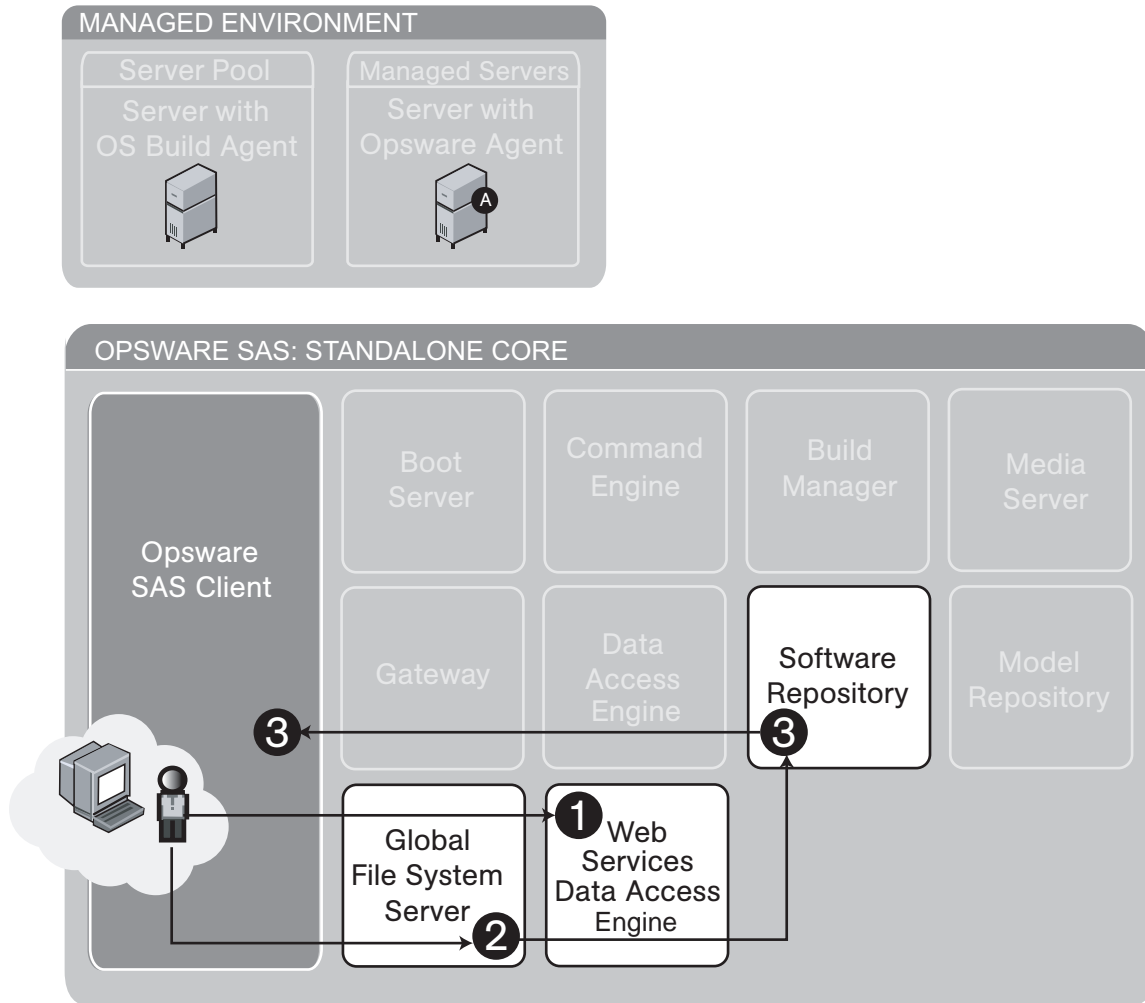 MANAGED ENVIRONMENT
Server Pool
Server with
OS Build Agent
Managed Servers
Server with
Opsware Agent
A
OPSWARE SAS: STANDALONE CORE
Opsware
SAS Client
Boot
Server
Command
Engine
Build
Manager
Media
Server
Gateway
Data
Access
Engine
Software
Repository
Model
Repository
3
3
Global
File System
Server
2
1
Web
Services
Data Access
Engine